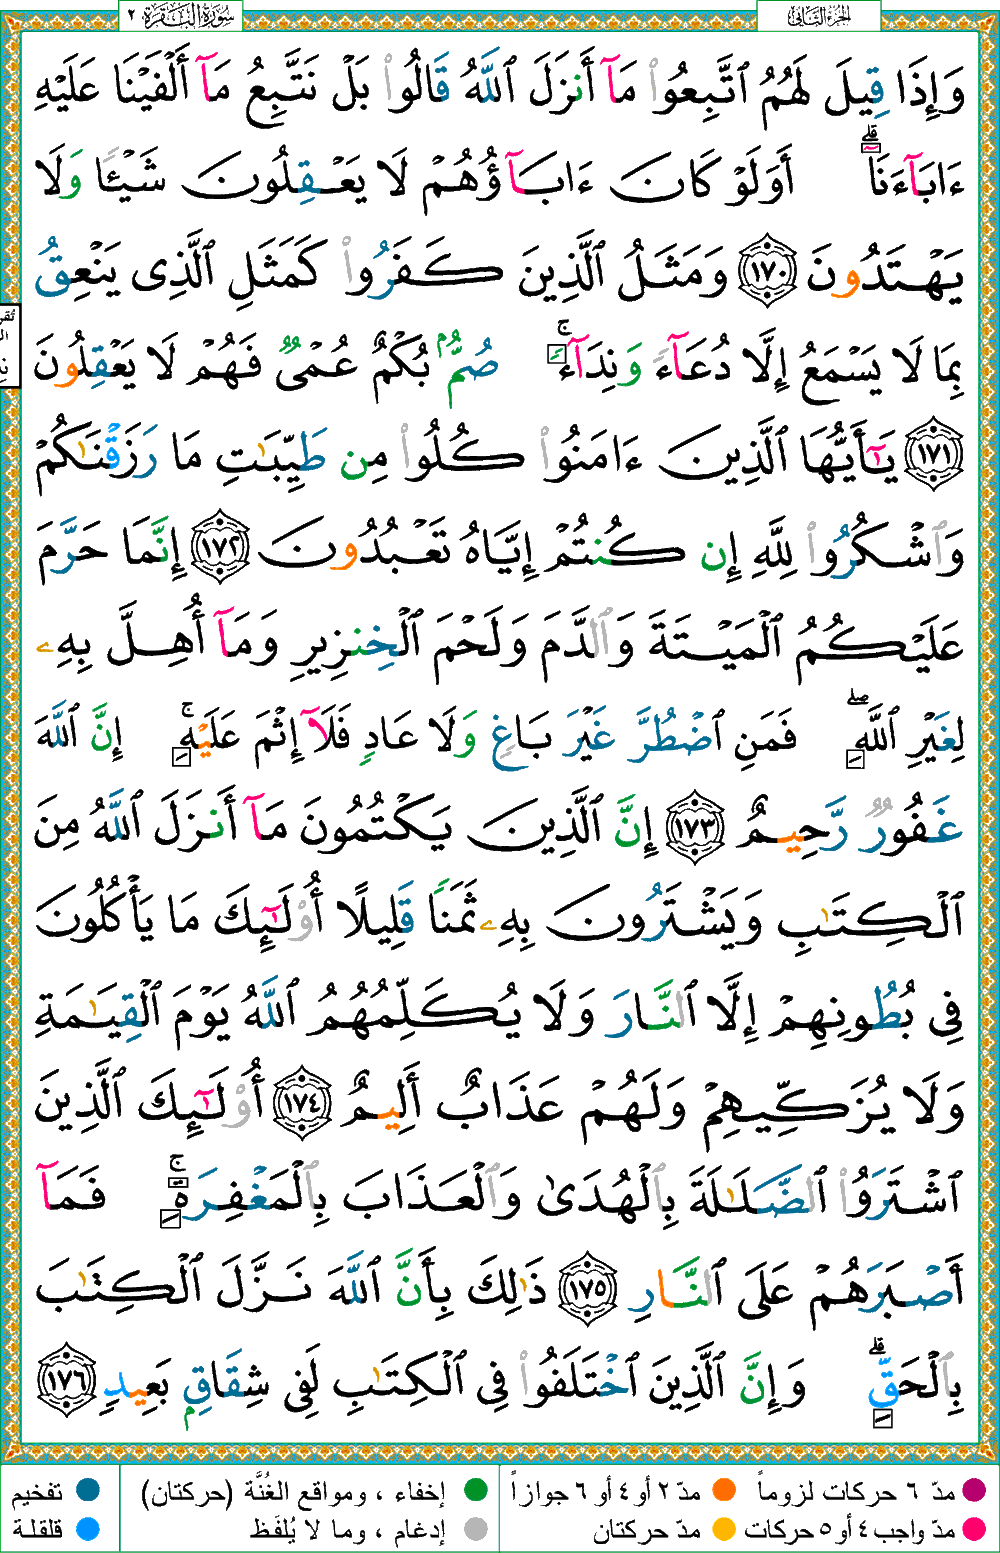 الجزء الثاني
سورة البقرة ٢
وَإِذَا قِيلَ لَهُمُ ٱتَّبِعُوا۟ مَآ أَنزَلَ ٱللَّهُ قَالُوا۟ بَلْ نَتَّبِعُ مَآ أَلْفَيْنَا عَلَيْهِ
ءَابَآءَنَآ ۗ أَوَلَوْ كَانَ ءَابَآؤُهُمْ لَا يَعْقِلُونَ شَيْـًٔا وَلَا
يَهْتَدُونَ ١٧٠ وَمَثَلُ ٱلَّذِينَ كَفَرُوا۟ كَمَثَلِ ٱلَّذِى يَنْعِقُ
بِمَا لَا يَسْمَعُ إِلَّا دُعَآءً وَنِدَآءً ۚ صُمٌّۢ بُكْمٌ عُمْىٌ فَهُمْ لَا يَعْقِلُونَ
١٧١ يَٰٓأَيُّهَا ٱلَّذِينَ ءَامَنُوا۟ كُلُوا۟ مِن طَيِّبَٰتِ مَا رَزَقْنَٰكُمْ
وَٱشْكُرُوا۟ لِلَّهِ إِن كُنتُمْ إِيَّاهُ تَعْبُدُونَ ١٧٢ إِنَّمَا حَرَّمَ
عَلَيْكُمُ ٱلْمَيْتَةَ وَٱلدَّمَ وَلَحْمَ ٱلْخِنزِيرِ وَمَآ أُهِلَّ بِهِۦ
لِغَيْرِ ٱللَّهِ ۖ فَمَنِ ٱضْطُرَّ غَيْرَ بَاغٍ وَلَا عَادٍ فَلَآ إِثْمَ عَلَيْهِ ۚ إِنَّ ٱللَّهَ
غَفُورٌ رَّحِيمٌ ١٧٣ إِنَّ ٱلَّذِينَ يَكْتُمُونَ مَآ أَنزَلَ ٱللَّهُ مِنَ
ٱلْكِتَٰبِ وَيَشْتَرُونَ بِهِۦ ثَمَنًا قَلِيلًا أُو۟لَٰٓئِكَ مَا يَأْكُلُونَ
فِى بُطُونِهِمْ إِلَّا ٱلنَّارَ وَلَا يُكَلِّمُهُمُ ٱللَّهُ يَوْمَ ٱلْقِيَٰمَةِ
وَلَا يُزَكِّيهِمْ وَلَهُمْ عَذَابٌ أَلِيمٌ ١٧٤ أُو۟لَٰٓئِكَ ٱلَّذِينَ
ٱشْتَرَوُا۟ ٱلضَّلَٰلَةَ بِٱلْهُدَىٰ وَٱلْعَذَابَ بِٱلْمَغْفِرَةِ ۚ فَمَآ
أَصْبَرَهُمْ عَلَى ٱلنَّارِ ١٧٥ ذَٰلِكَ بِأَنَّ ٱللَّهَ نَزَّلَ ٱلْكِتَٰبَ
بِٱلْحَقِّ ۗ وَإِنَّ ٱلَّذِينَ ٱخْتَلَفُوا۟ فِى ٱلْكِتَٰبِ لَفِى شِقَاقٍۭ بَعِيدٍ ١٧٦
مدّ ٦ حركات لزوماً مدّ ٢ أو ٤ أو ٦ جوازاً إخفاء ، ومواقع الغُنَّة (حركتان) تفخيم
مدّ واجب ٤ أو ٥ حركات مدّ حركتان إدغام ، وما لا يُلفَظ قلقلة